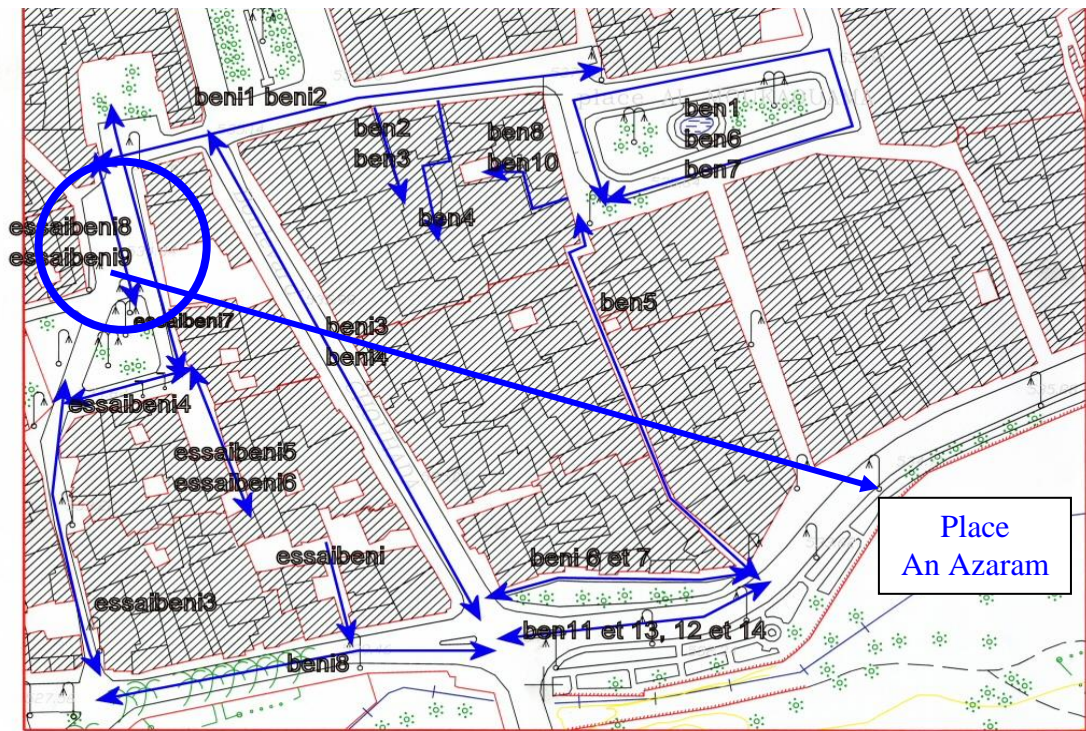 beni1 beni2
ben2
ben3
ben8
ben10
ben1
ben6
ben7
ben4
essaibeni8
essaibeni9
ben5
essaibeni7
beni3
beni4
essaibeni4
essaibeni5
essaibeni6
Place
An Azaram
essaibeni
beni 6 et 7
essaibeni3
ben11 et 13, 12 et 14
beni8